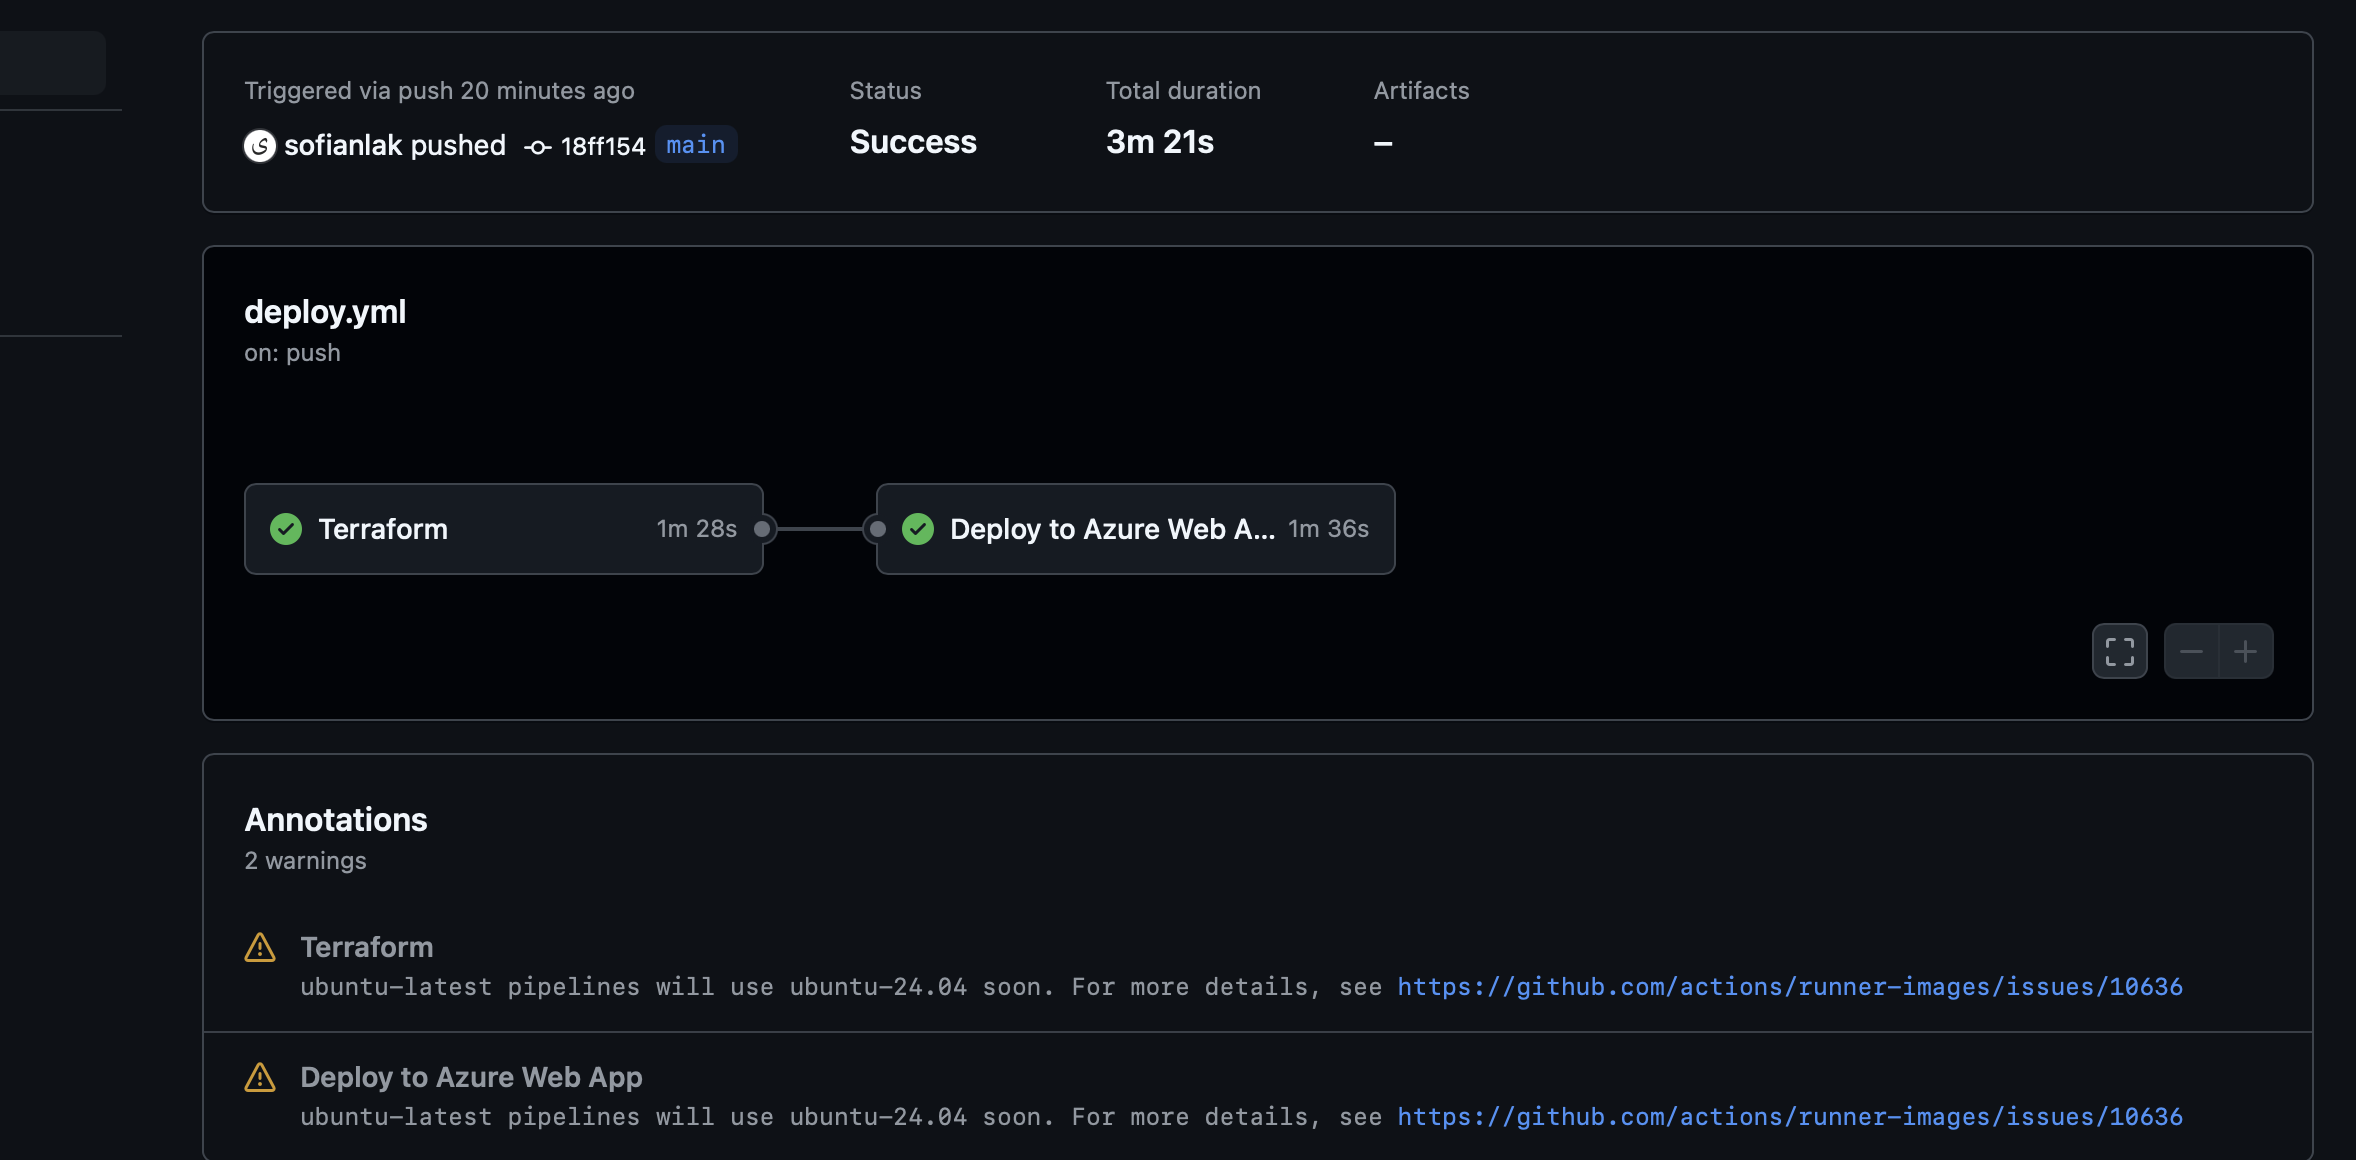 Triggered via push 20 minutes ago
sofianlak pushed 18ff154 main
Status
Success
Total duration
3m 21s
Artifacts
–
deploy.yml
on: push
Terraform 1m 28s
Deploy to Azure Web A... 1m 36s
Annotations
2 warnings
Terraform
ubuntu-latest pipelines will use ubuntu-24.04 soon. For more details, see https://github.com/actions/runner-images/issues/10636
Deploy to Azure Web App
ubuntu-latest pipelines will use ubuntu-24.04 soon. For more details, see https://github.com/actions/runner-images/issues/10636